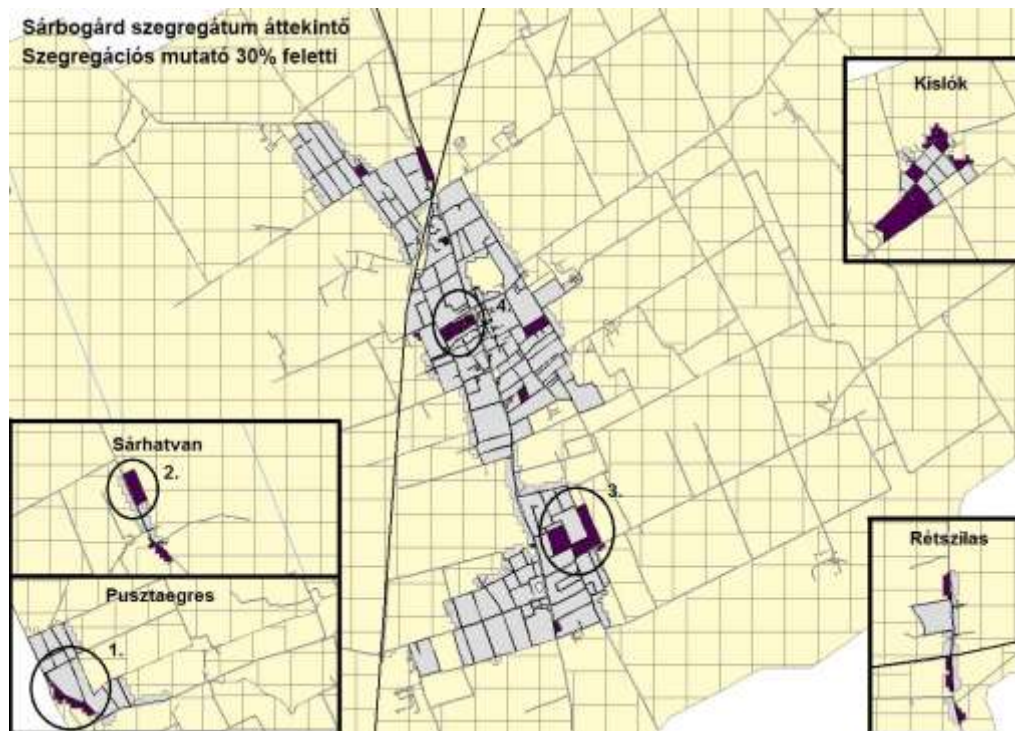 Sárbogárd szegregátum áttekintő
Szegregációs mutató 30% feletti
Kislók
4.
Sárhatvan
2.
3.
Rétszilas
Pusztaegres
1.